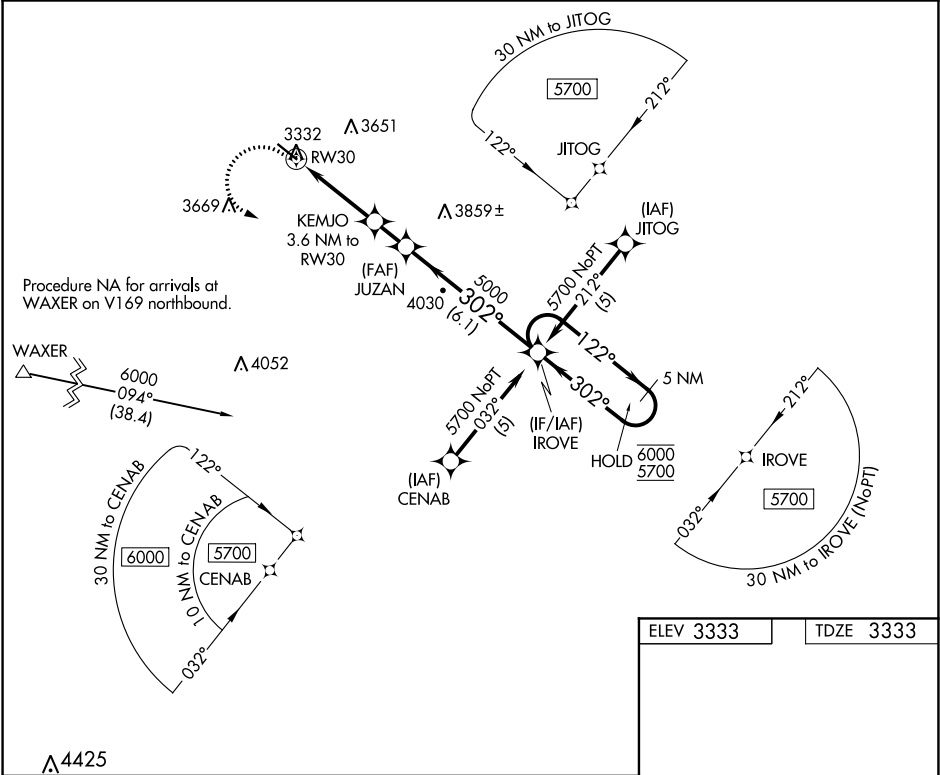 30 NM to JITOG
5700
212°
122°
JITOG
3332
3651
RW30
3669
KEMJO
3.6 NM to
RW30
3859±
(IAF)
JITOG
(FAF)
JUZAN
5000
302°
(6.1)
4030
5700 NoPT
212°
(5)
Procedure NA for arrivals at
WAXER on V169 northbound.
WAXER
6000
094°
(38.4)
4052
122°
302°
5 NM
5700 NoPT
032°
(5)
(IF/IAF)
IROVE
HOLD
6000
5700
(IAF)
CENAB
212°
IROVE
5700
032°
30 NM to IROVE (NoPT)
122°
30 NM to CENAB
10 NM to CENAB
6000
5700
CENAB
032°
ELEV 3333
TDZE 3333
4425